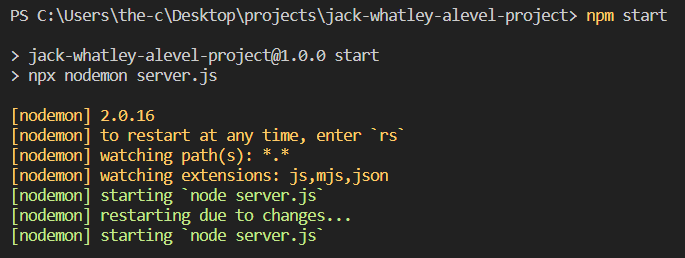 PS C:\Users\the-c\Desktop\projects\jack-whatley-alevel-project> npm start
> jack-whatley-alevel-project@1.0.0 start
> npx nodemon server.js
[nodemon] 2.0.16
[nodemon] to restart at any time, enter `rs`
[nodemon] watching path(s): *.*
[nodemon] watching extensions: js,mjs,json
[nodemon] starting `node server.js`
[nodemon] restarting due to changes...
[nodemon] starting `node server.js`